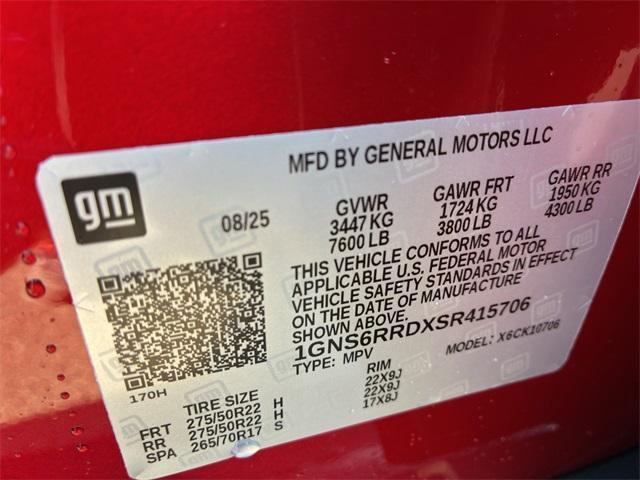 MFD BY GENERAL MOTORS LLC
gm
08/25
GVWR
3447 KG
7600 LB
GAWR FRT
1724 KG
3800 LB
GAWR RR
1950 KG
4300 LB
THIS VEHICLE CONFORMS TO ALL
APPLICABLE U.S. FEDERAL MOTOR
VEHICLE SAFETY STANDARDS IN EFFECT
ON THE DATE OF MANUFACTURE
SHOWN ABOVE.
1GNS6RRDXSR415706
TYPE: MPV
MODEL: X6CK10706
170H
TIRE SIZE RIM
FRT 275/50R22 H 22X9J
RR 275/50R22 H 22X9J
SPA 265/70R17 S 17X8J